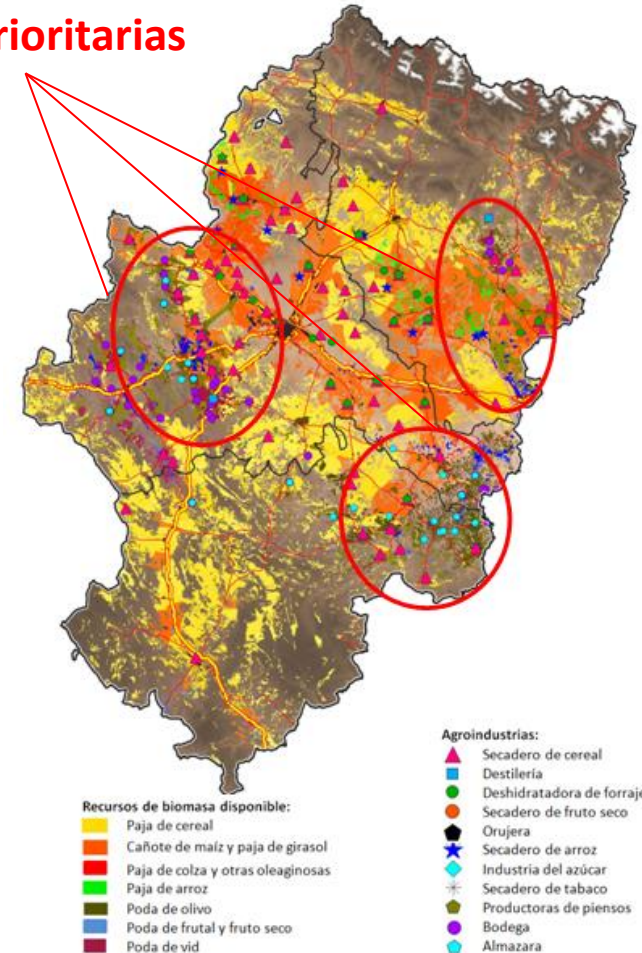 rioritarias
Recursos de biomasa disponible:
Paja de cereal
Cañote de maíz y paja de girasol
Paja de colza y otras oleaginosas
Paja de arroz
Poda de olivo
Poda de frutal y fruto seco
Poda de vid
Agroindustrias:
Secadero de cereal
Destilería
Deshidratadora de forraje
Secadero de fruto seco
Orujera
Secadero de arroz
Industria del azúcar
Secadero de tabaco
Productoras de piensos
Bodega
Almazara